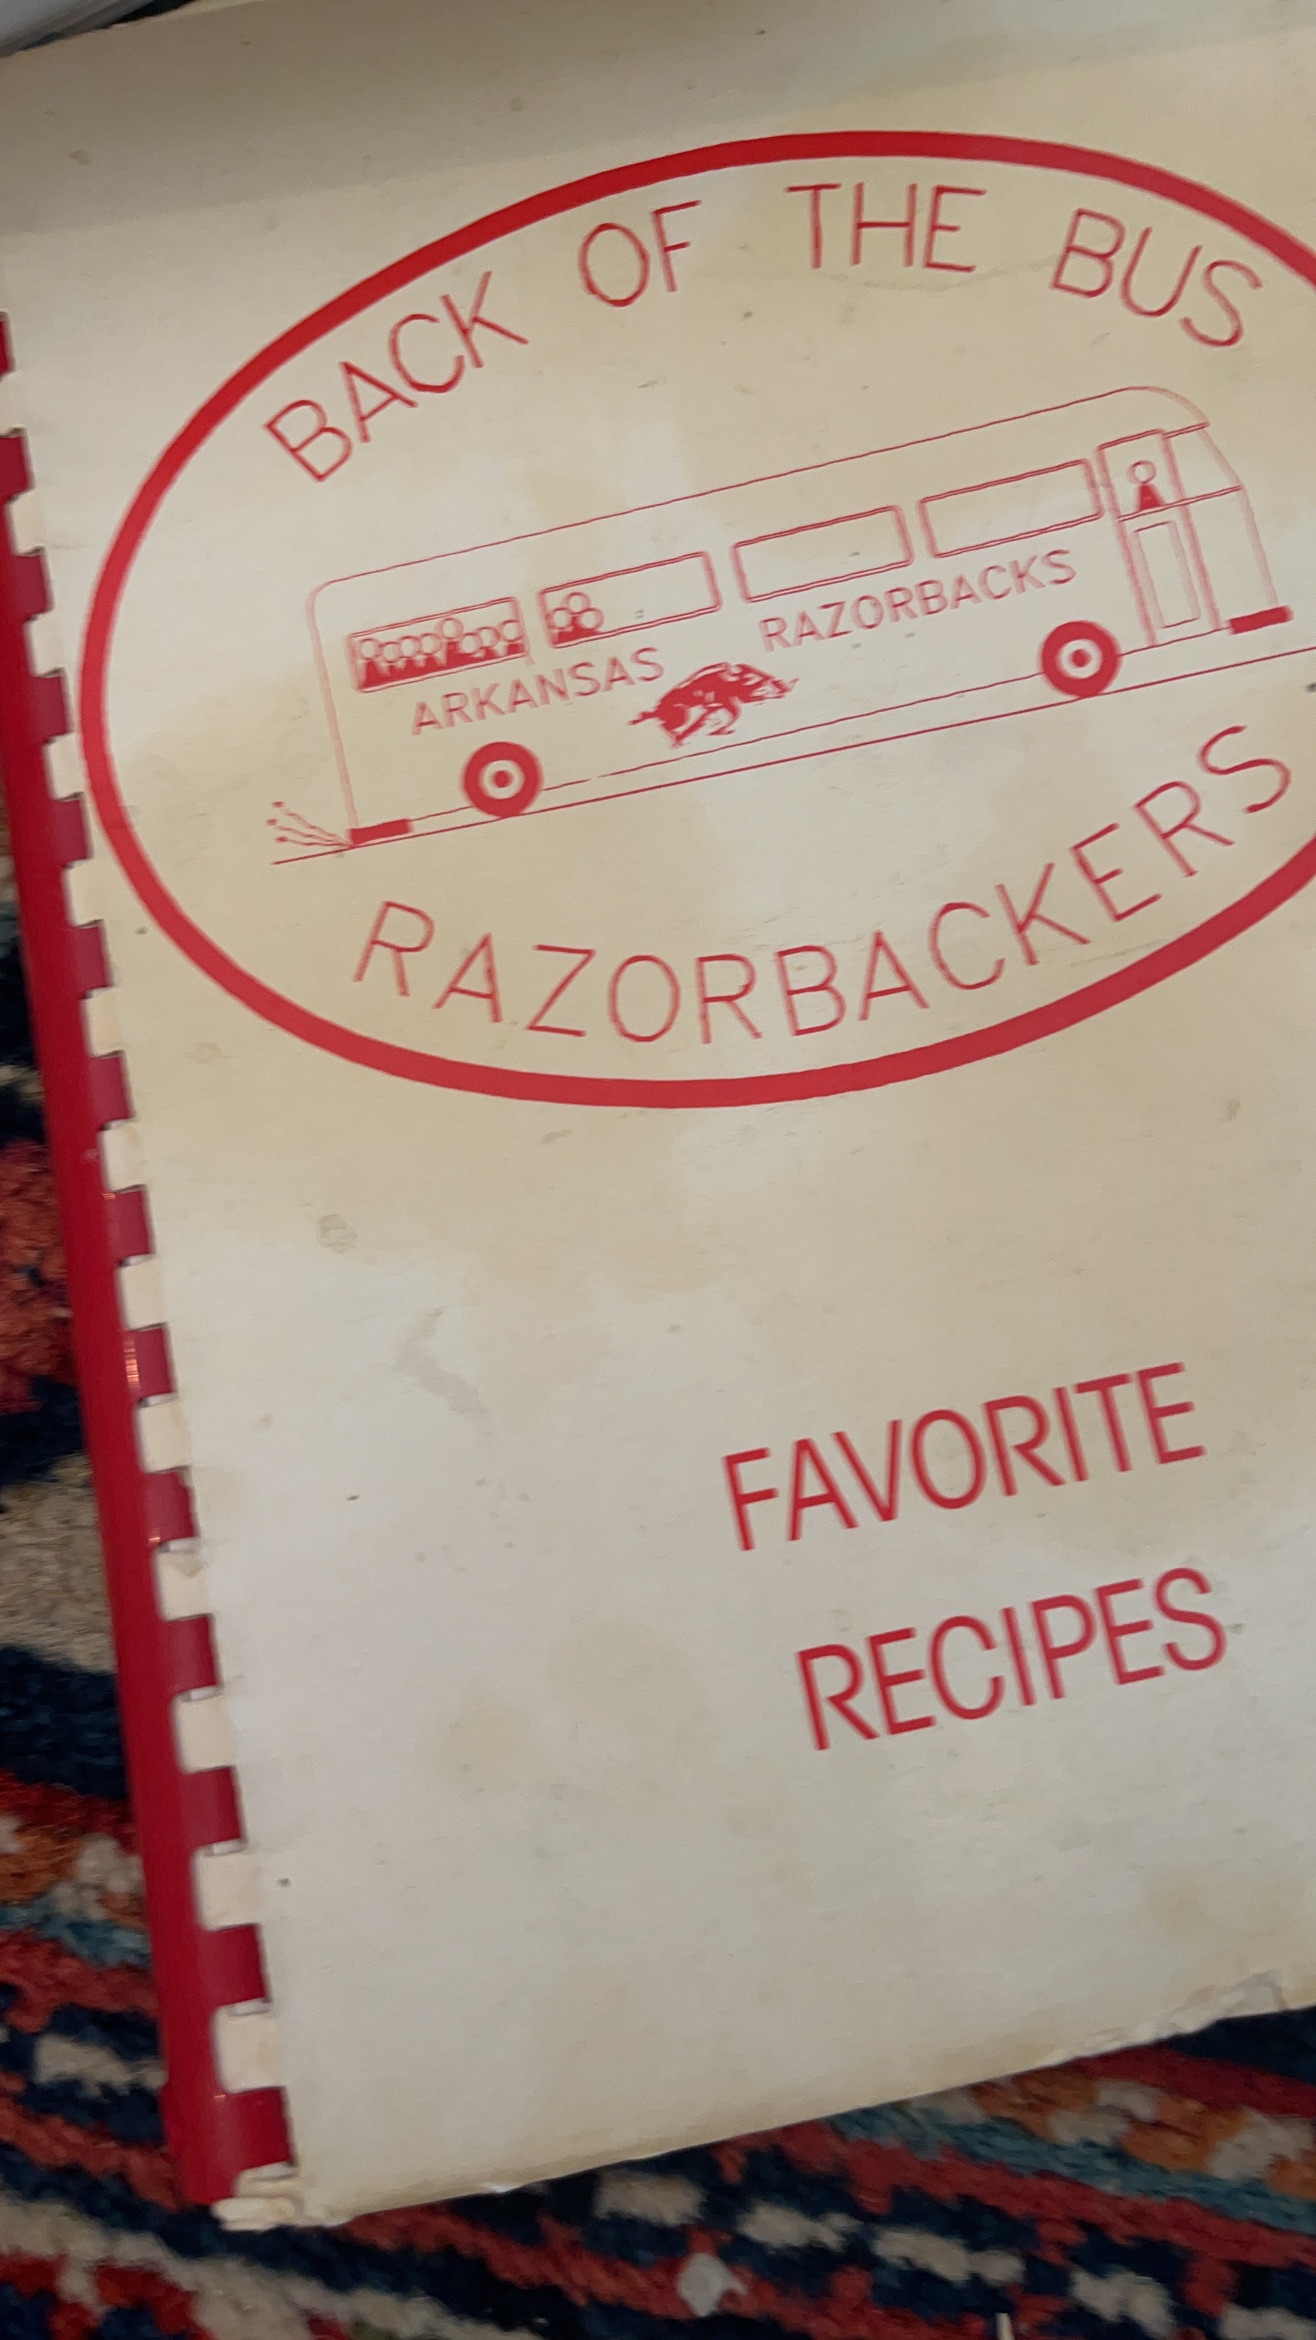 BACK OF THE BUS
ARKANSAS RAZORBACKS
RAZORBACKERS
FAVORITE
RECIPES